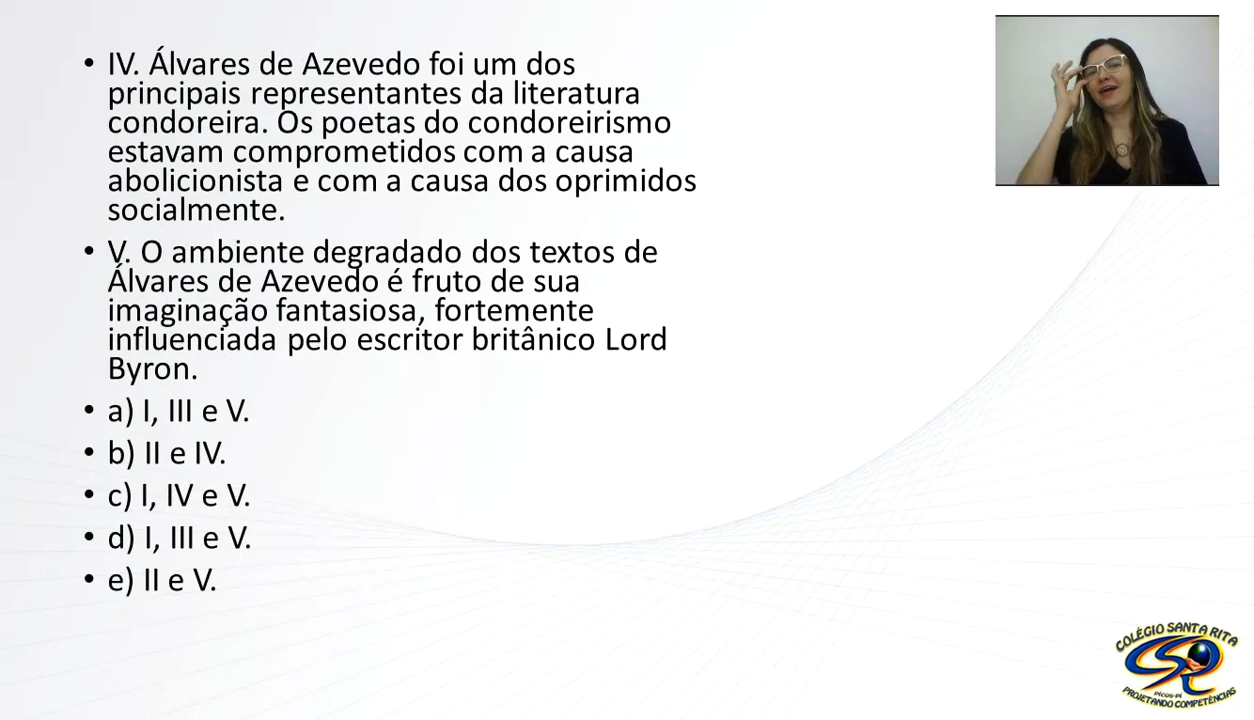 • IV. Álvares de Azevedo foi um dos
principais representantes da literatura
condoreira. Os poetas do condoreirismo
estavam comprometidos com a causa
abolicionista e com a causa dos oprimidos
socialmente.
• V. O ambiente degradado dos textos de
Álvares de Azevedo é fruto de sua
imaginação fantasiosa, fortemente
influenciada pelo escritor britânico Lord
Byron.
• a) I, III e V.
• b) II e IV.
• c) I, IV e V.
• d) I, III e V.
• e) II e V.
COLÉGIO SANTA RITA
PICOS-PI
PROJETANDO COMPETÊNCIAS